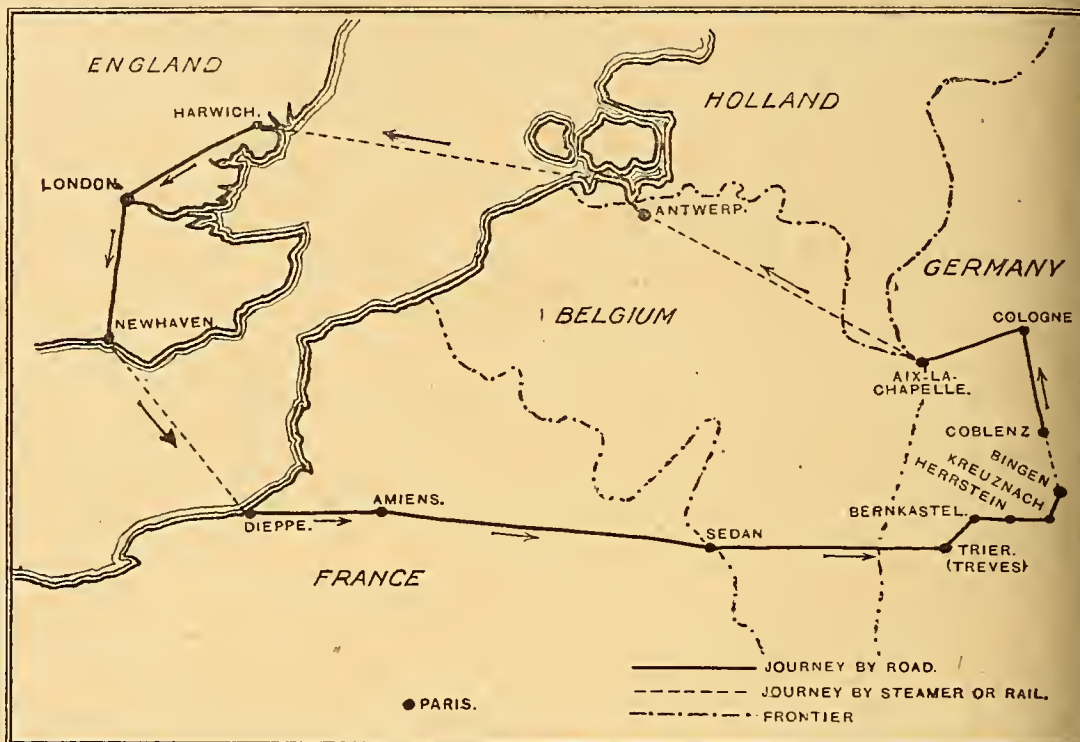 ENGLAND
HARWICH.
HOLLAND
LONDON.
ANTWERP.
GERMANY
NEWHAVEN
BELGIUM
COLOGNE
AIX-LA-
CHAPELLE.
COBLENZ
BINGEN
KREUZNACH
HERRSTEIN
BERNKASTEL.
AMIENS.
DIEPPE.
SEDAN
TRIER.
(TREVES)
FRANCE
JOURNEY BY ROAD.
JOURNEY BY STEAMER OR RAIL.
PARIS.
FRONTIER